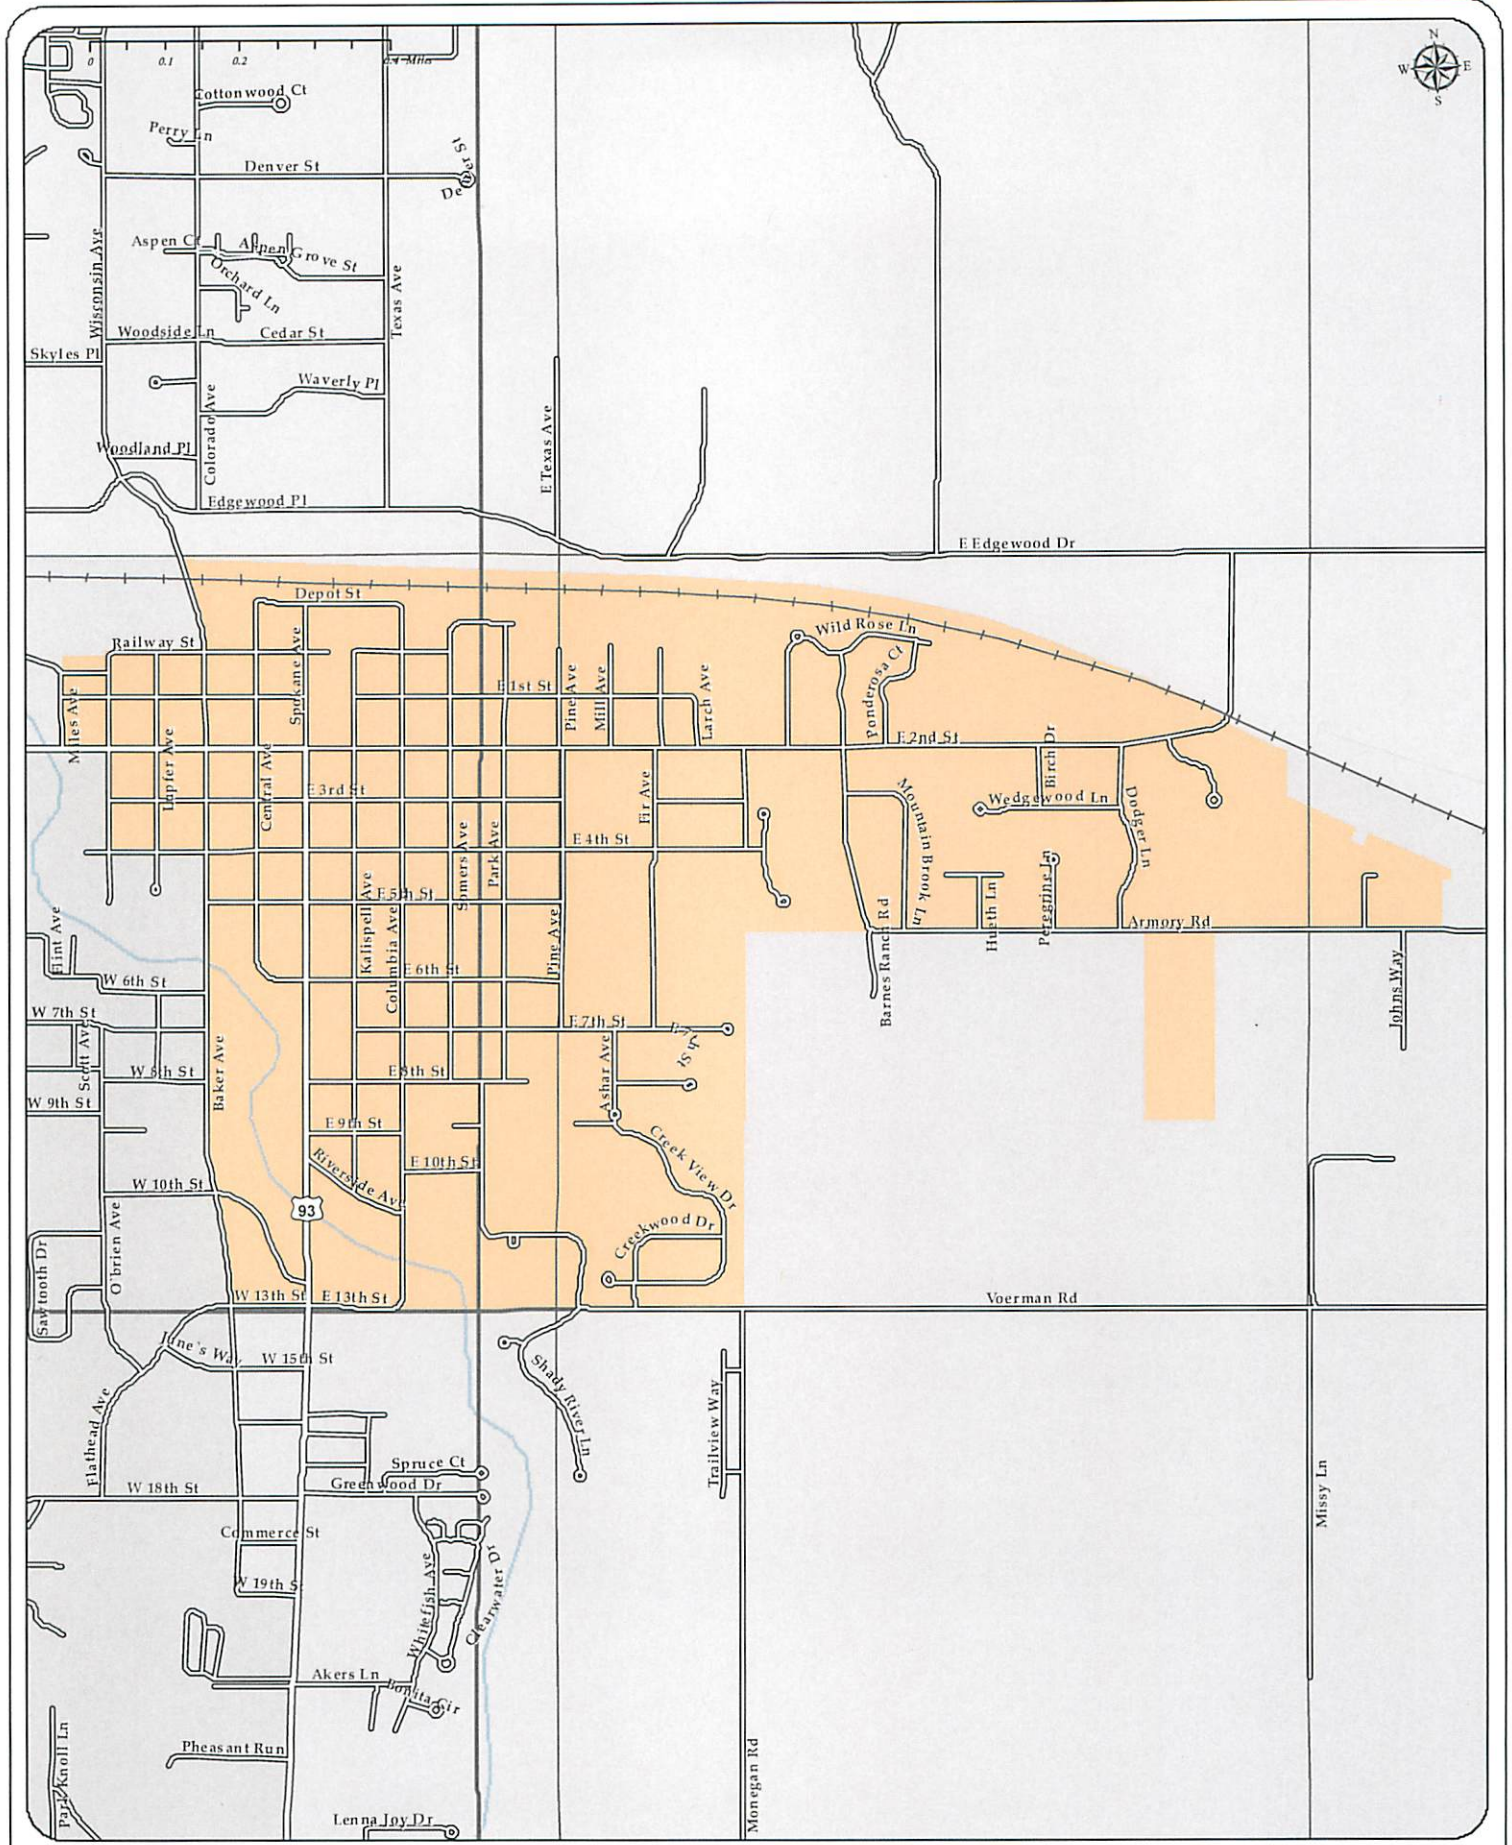 N
W E
S
0 0.1 0.2 0.4 Miles
Cottonwood Ct
Perry Ln
Denver St
Denver St
Aspen Ct
Aspen Grove St
Orchard Ln
Wisconsin Ave
Texas Ave
Woodside Ln
Cedar St
Skyles Pl
Waverly Pl
Colorado Ave
Woodland Pl
E Texas Ave
Edgewood Pl
E Edgewood Dr
Depot St
Railway St
Spokane Ave
Wild Rose Ln
Ponderosa Ct
E 1st St
Pine Ave
Mill Ave
Larch Ave
Miles Ave
Lupfer Ave
Central Ave
E 2nd St
Birch Dr
E 3rd St
Fir Ave
Wedgewood Ln
Dodger Ln
Mountain Brook Ln
E 4th St
Somers Ave
Park Ave
Kalispell Ave
E 5th St
Columbia Ave
Peregrine Ln
Hueth Ln
Barnes Ranch Rd
Armory Rd
Johns Way
Flint Ave
Pine Ave
E 6th St
W 6th St
W 7th St
E 7th St
E 7th St
Scott Ave
Baker Ave
W 8th St
E 8th St
Ashar Ave
W 9th St
E 9th St
Creek View Dr
E 10th St
Riverside Ave
W 10th St
93
Creekwood Dr
O'brien Ave
Sawtooth Dr
W 13th St
E 13th St
Voerman Rd
June's Way
W 15th St
Shady River Ln
Flathead Ave
Trailview Way
Spruce Ct
Greenwood Dr
W 18th St
Missy Ln
Commerce St
W 19th St
Whitefish Ave
Clearwater Dr
Akers Ln
Bonita Cir
Park Knoll Ln
Pheasant Run
Monegan Rd
Lenna Joy Dr